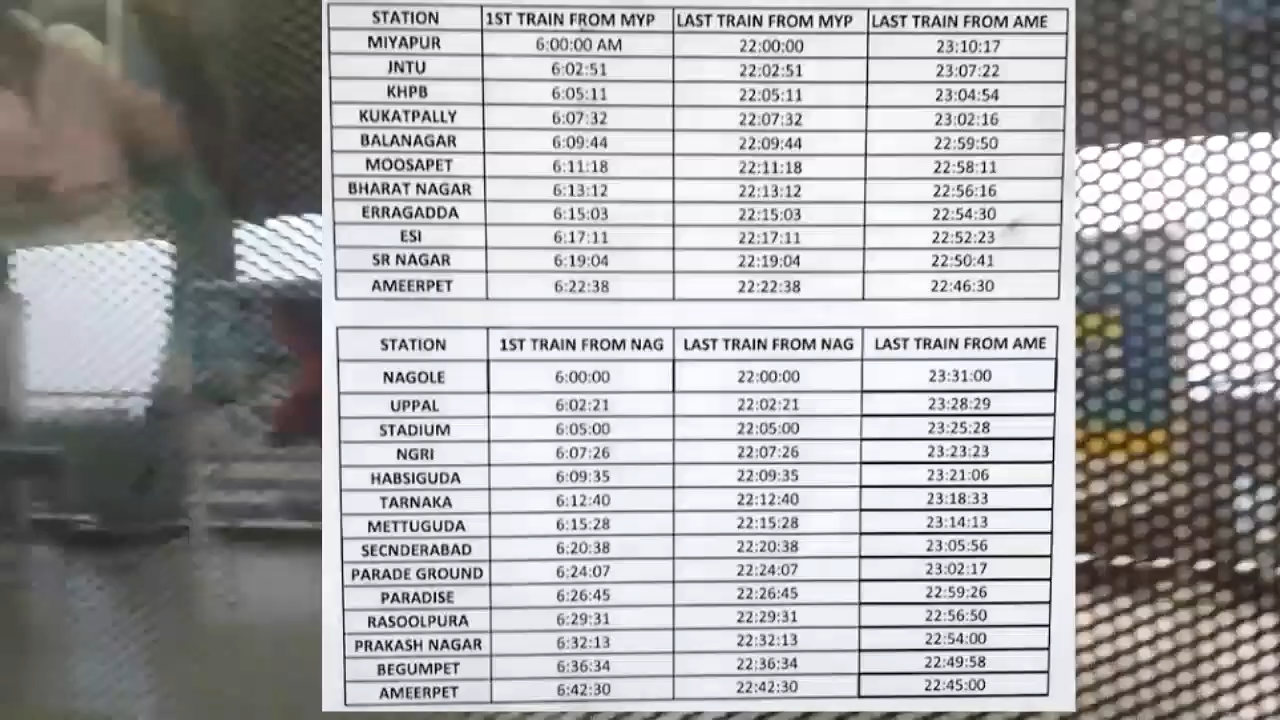 STATION 1ST TRAIN FROM MYP LAST TRAIN FROM MYP LAST TRAIN FROM AME
MIYAPUR 6:00:00 AM 22:00:00 23:10:17
JNTU 6:02:51 22:02:51 23:07:22
KHPB 6:05:11 22:05:11 23:04:54
KUKATPALLY 6:07:32 22:07:32 23:02:16
BALANAGAR 6:09:44 22:09:44 22:59:50
MOOSAPET 6:11:18 22:11:18 22:58:11
BHARAT NAGAR 6:13:12 22:13:12 22:56:16
ERRAGADDA 6:15:03 22:15:03 22:54:30
ESI 6:17:11 22:17:11 22:52:23
SR NAGAR 6:19:04 22:19:04 22:50:41
AMEERPET 6:22:38 22:22:38 22:46:30
STATION 1ST TRAIN FROM NAG LAST TRAIN FROM NAG LAST TRAIN FROM AME
NAGOLE 6:00:00 22:00:00 23:31:00
UPPAL 6:02:21 22:02:21 23:28:29
STADIUM 6:05:00 22:05:00 23:25:28
NGRI 6:07:26 22:07:26 23:23:23
HABSIGUDA 6:09:35 22:09:35 23:21:06
TARNAKA 6:12:40 22:12:40 23:18:33
METTUGUDA 6:15:28 22:15:28 23:14:13
SECNDERABAD 6:20:38 22:20:38 23:05:56
PARADE GROUND 6:24:07 22:24:07 23:02:17
PARADISE 6:26:45 22:26:45 22:59:26
RASOOLPURA 6:29:31 22:29:31 22:56:50
PRAKASH NAGAR 6:32:13 22:32:13 22:54:00
BEGUMPET 6:36:34 22:36:34 22:49:58
AMEERPET 6:42:30 22:42:30 22:45:00